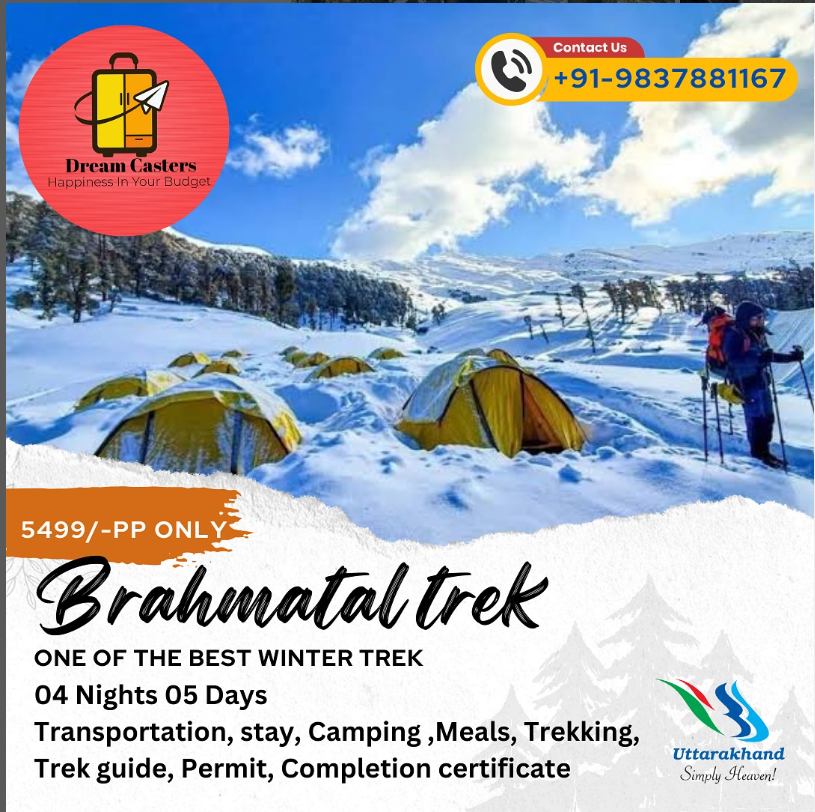 Contact Us
+91-9837881167
Dream Casters
Happiness In Your Budget
5499/-PP ONLY
Brahmatal trek
ONE OF THE BEST WINTER TREK
04 Nights 05 Days
Transportation, stay, Camping ,Meals, Trekking,
Trek guide, Permit, Completion certificate
Uttarakhand
Simply Heaven!